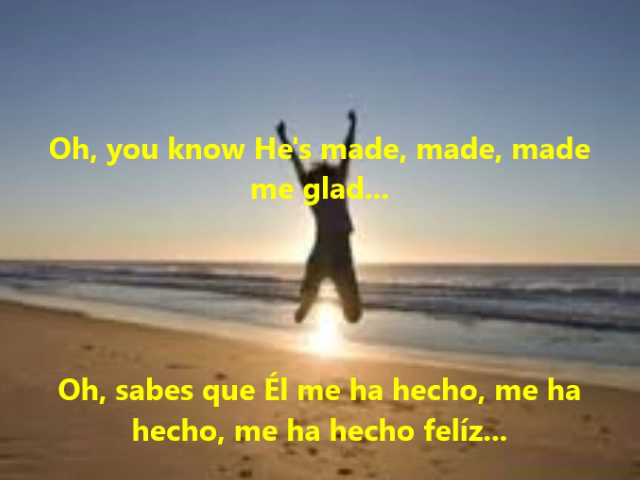 Oh, you know He's made, made, made
me glad...
Oh, sabes que Él me ha hecho, me ha
hecho, me ha hecho felíz...